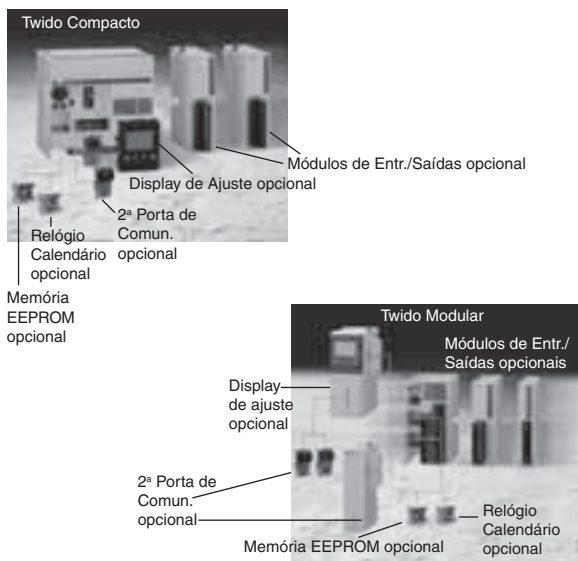 Twido Compacto
Módulos de Entr./Saídas opcional
Display de Ajuste opcional
2ª Porta de
Comun.
opcional
Relógio
Calendário
opcional
Memória
EEPROM
opcional
Twido Modular
Módulos de Entr./
Saídas opcionais
Display
de ajuste
opcional
2ª Porta de
Comun.
opcional
Relógio
Calendário
opcional
Memória EEPROM opcional